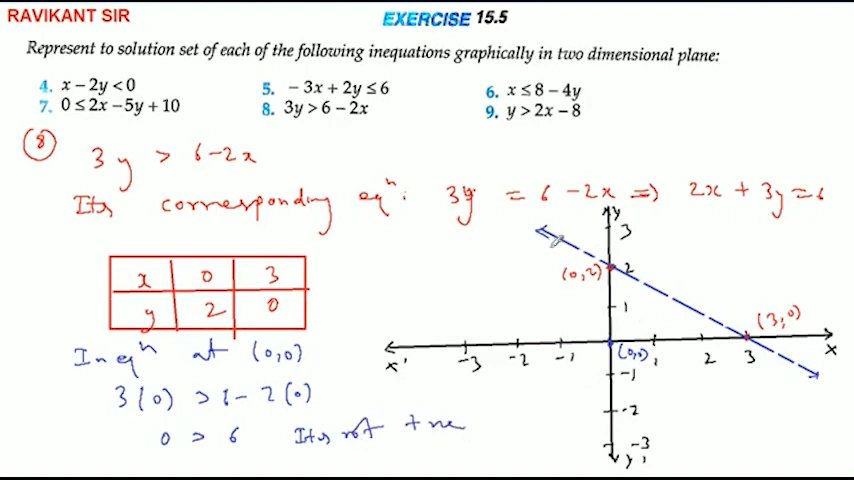 RAVIKANT SIR
EXERCISE 15.5
Represent to solution set of each of the following inequations graphically in two dimensional plane:
4. x – 2y < 0 5. – 3x + 2y ≤ 6 6. x ≤ 8 – 4y
7. 0 ≤ 2x – 5y + 10 8. 3y > 6 – 2x 9. y > 2x – 8
⑧ 3y > 6-2x
Its corresponding eqⁿ: 3y = 6 - 2x => 2x + 3y = 6
x 0 3
y 2 0
Ineqⁿ at (0,0)
3(0) > 6 - 2(0)
0 > 6 Its not true
y
3
(0,2) 2
1
(3,0)
x' -3 -2 -1 (0,0) 1 2 3 x
-1
-2
-3
y'